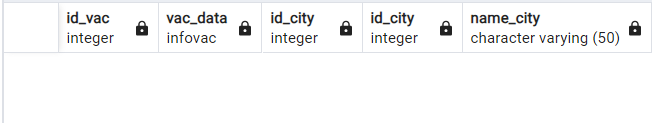 id_vac vac_data id_city id_city name_city
integer infovac integer integer character varying (50)